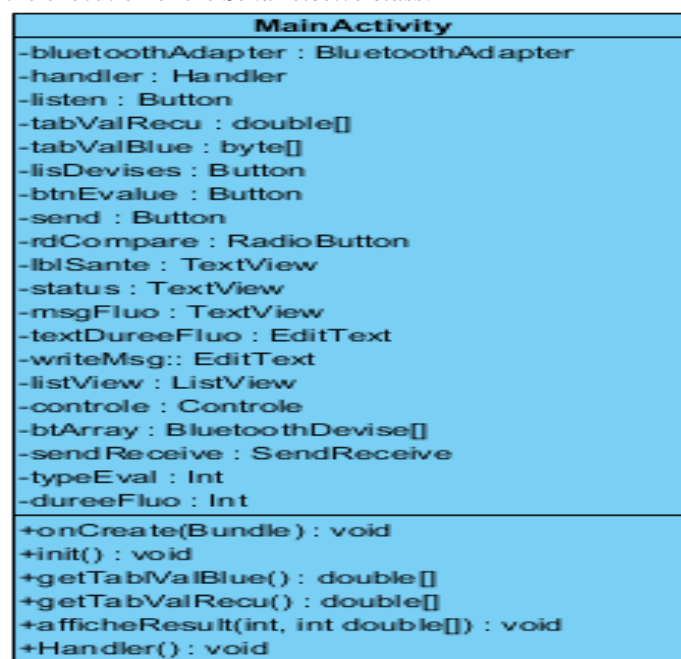 MainActivity
-bluetoothAdapter : BluetoothAdapter
-handler : Handler
-listen : Button
-tabValRecu : double[]
-tabValBlue : byte[]
-lisDevises : Button
-btnEvalue : Button
-send : Button
-rdCompare : RadioButton
-lblSante : TextView
-status : TextView
-msgFluo : TextView
-textDureeFluo : EditText
-writeMsg:: EditText
-listView : ListView
-controle : Controle
-btArray : BluetoothDevise[]
-sendReceive : SendReceive
-typeEval : Int
-dureeFluo : Int
+onCreate(Bundle) : void
+init() : void
+getTablValBlue() : double[]
+getTabValRecu() : double[]
+afficheResult(int, int double[]) : void
+Handler() : void